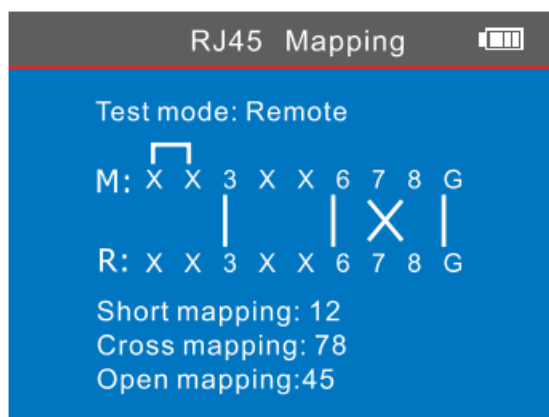 RJ45 Mapping
Test mode: Remote
M: X X 3 X X 6 7 8 G
R: X X 3 X X 6 7 8 G
Short mapping: 12
Cross mapping: 78
Open mapping:45